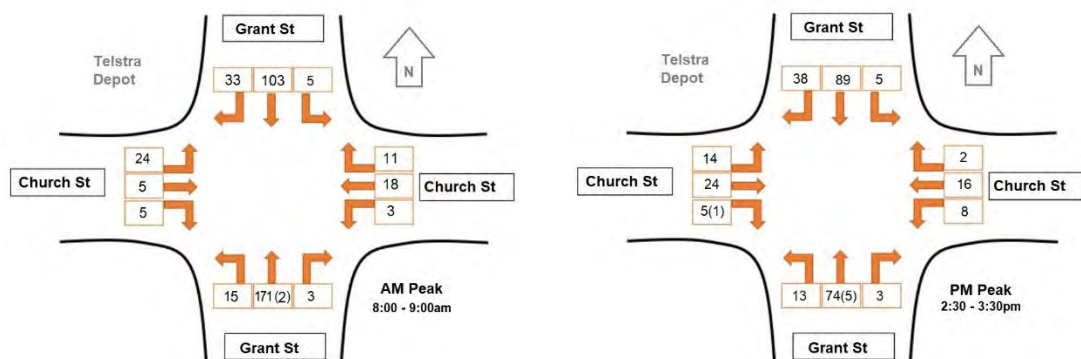 Grant St
Telstra
Depot
N
33 103 5
24
5
5
11
18
3
Church St
Church St
15 171(2) 3
AM Peak
8:00 - 9:00am
Grant St
Grant St
Telstra
Depot
N
38 89 5
14
24
5(1)
2
16
8
Church St
Church St
13 74(5) 3
PM Peak
2:30 - 3:30pm
Grant St